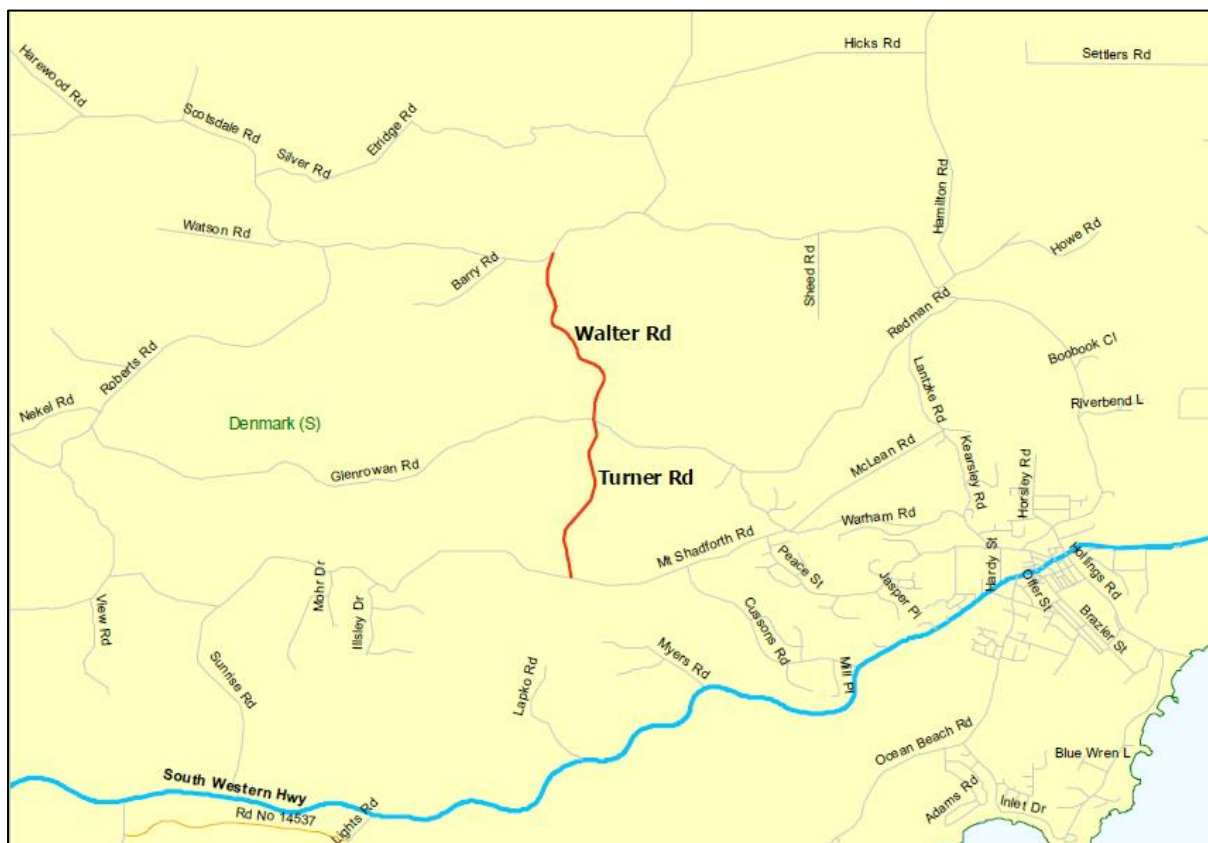 Hicks Rd
Settlers Rd
Harewood Rd
Scotsdale Rd
Silver Rd
Etridge Rd
Hamilton Rd
Watson Rd
Howe Rd
Barry Rd
Sheed Rd
Redman Rd
Walter Rd
Boobook Cl
Roberts Rd
Lantzke Rd
Nekel Rd
Riverbend L
Denmark (S)
McLean Rd
Kearsley Rd
Glenrowan Rd
Turner Rd
Horsley Rd
Warham Rd
Mt Shadforth Rd
Hardy St
Hollings Rd
Peace St
Offer St
Mohr Dr
Jasper Pl
Illsley Dr
View Rd
Cussons Rd
Brazier St
Sunrise Rd
Myers Rd
Mill Pl
Lapko Rd
Ocean Beach Rd
Blue Wren L
South Western Hwy
Rd No 14537
Lights Rd
Adams Rd
Inlet Dr